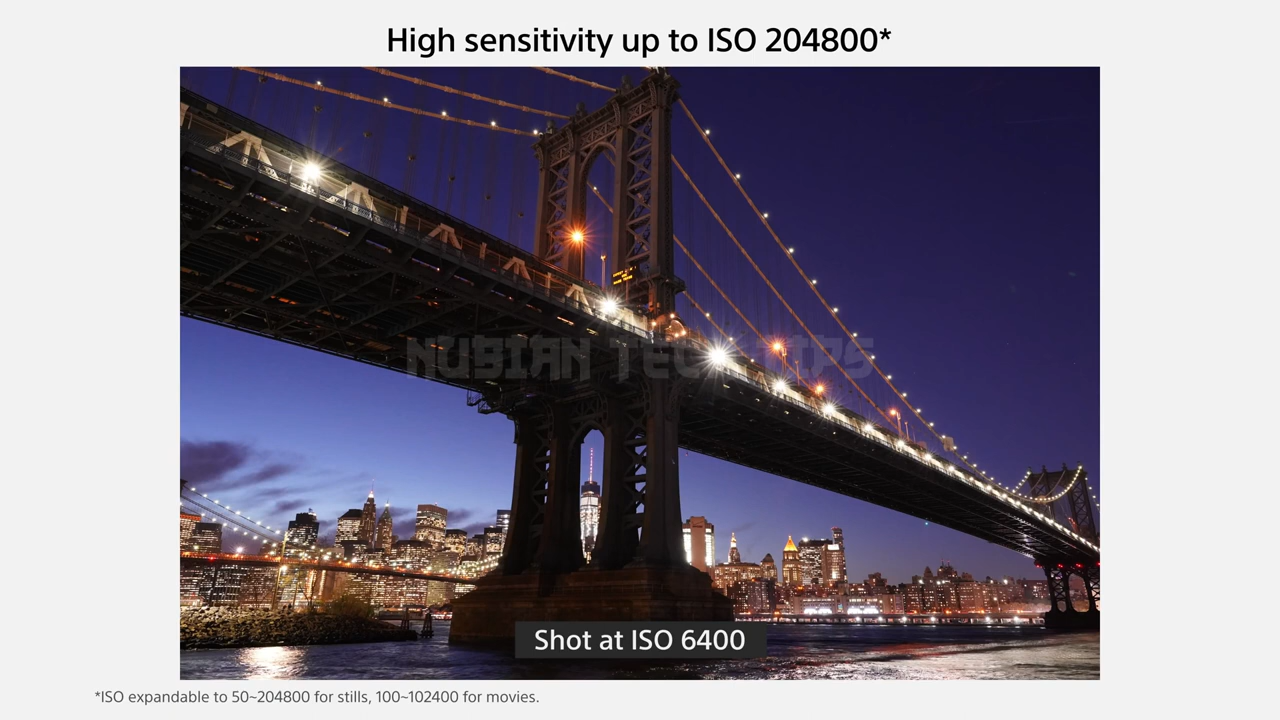 High sensitivity up to ISO 204800*
NUBIAN TECH TIPS
Shot at ISO 6400
*ISO expandable to 50~204800 for stills, 100~102400 for movies.